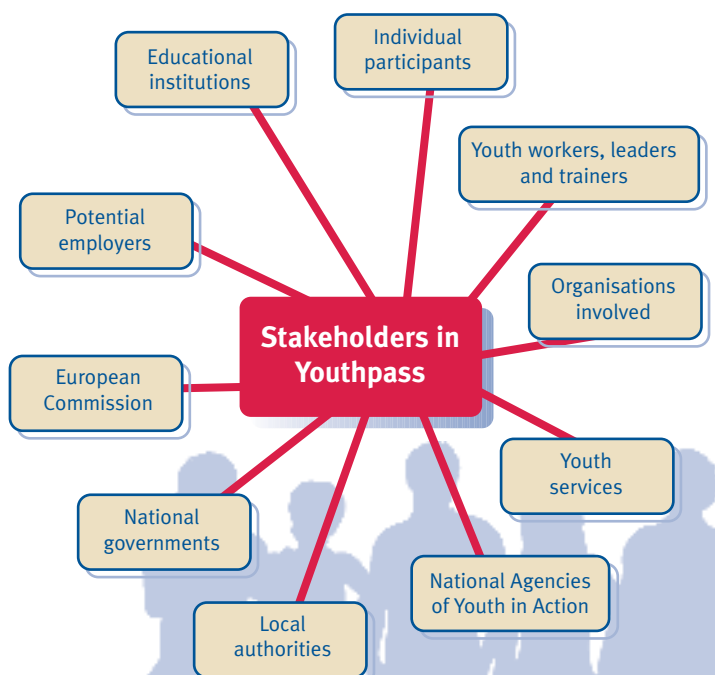 Individual
participants
Educational
institutions
Youth workers, leaders
and trainers
Potential
employers
Organisations
involved
Stakeholders in
Youthpass
European
Commission
Youth
services
National
governments
National Agencies
of Youth in Action
Local
authorities